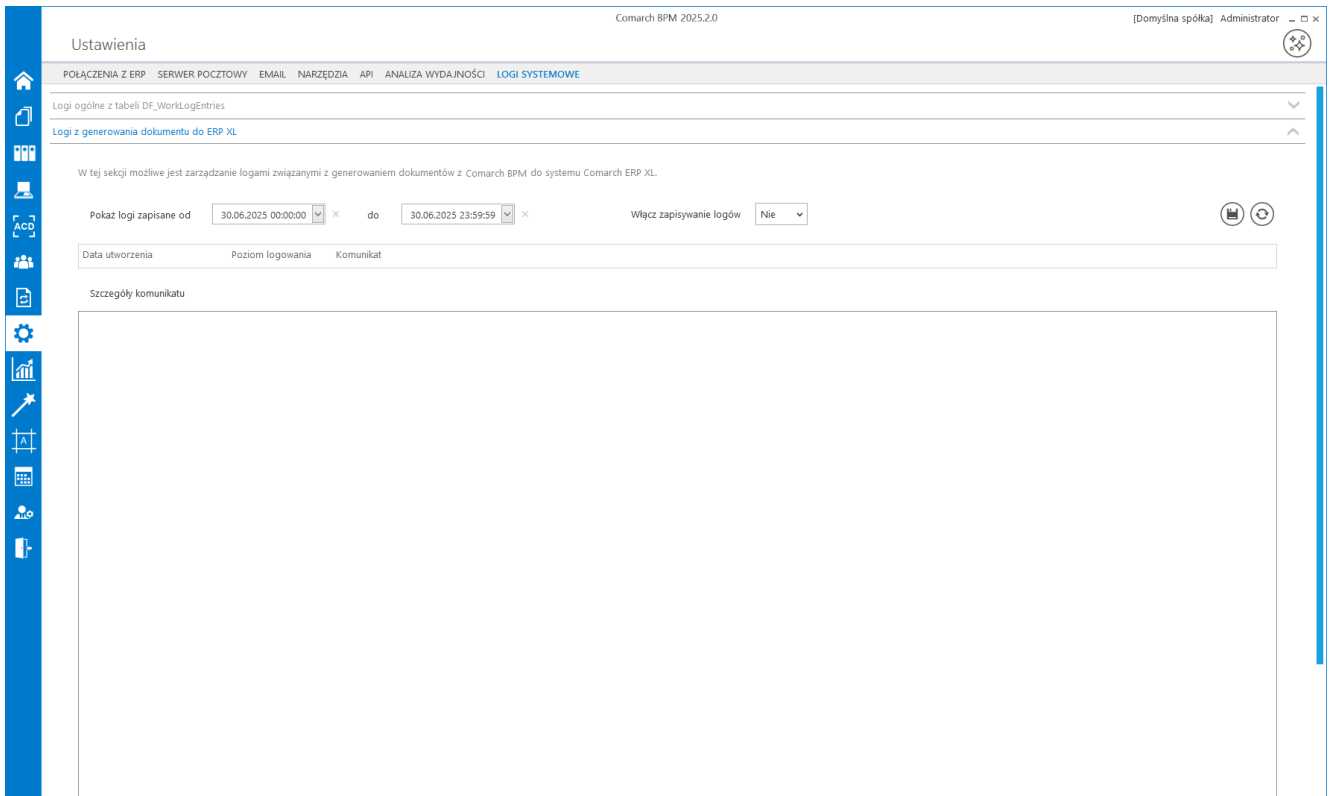 Comarch BPM 2025.2.0
[Domyślna spółka] Administrator
Ustawienia
POŁĄCZENIA Z ERP SERWER POCZTOWY EMAIL NARZĘDZIA API ANALIZA WYDAJNOŚCI LOGI SYSTEMOWE
Logi ogólne z tabeli DF_WorkLogEntries
Logi z generowania dokumentu do ERP XL
W tej sekcji możliwe jest zarządzanie logami związanymi z generowaniem dokumentów z Comarch BPM do systemu Comarch ERP XL.
Pokaż logi zapisane od 30.06.2025 00:00:00 do 30.06.2025 23:59:59 Włącz zapisywanie logów Nie
Data utworzenia Poziom logowania Komunikat
Szczegóły komunikatu
ACD
A